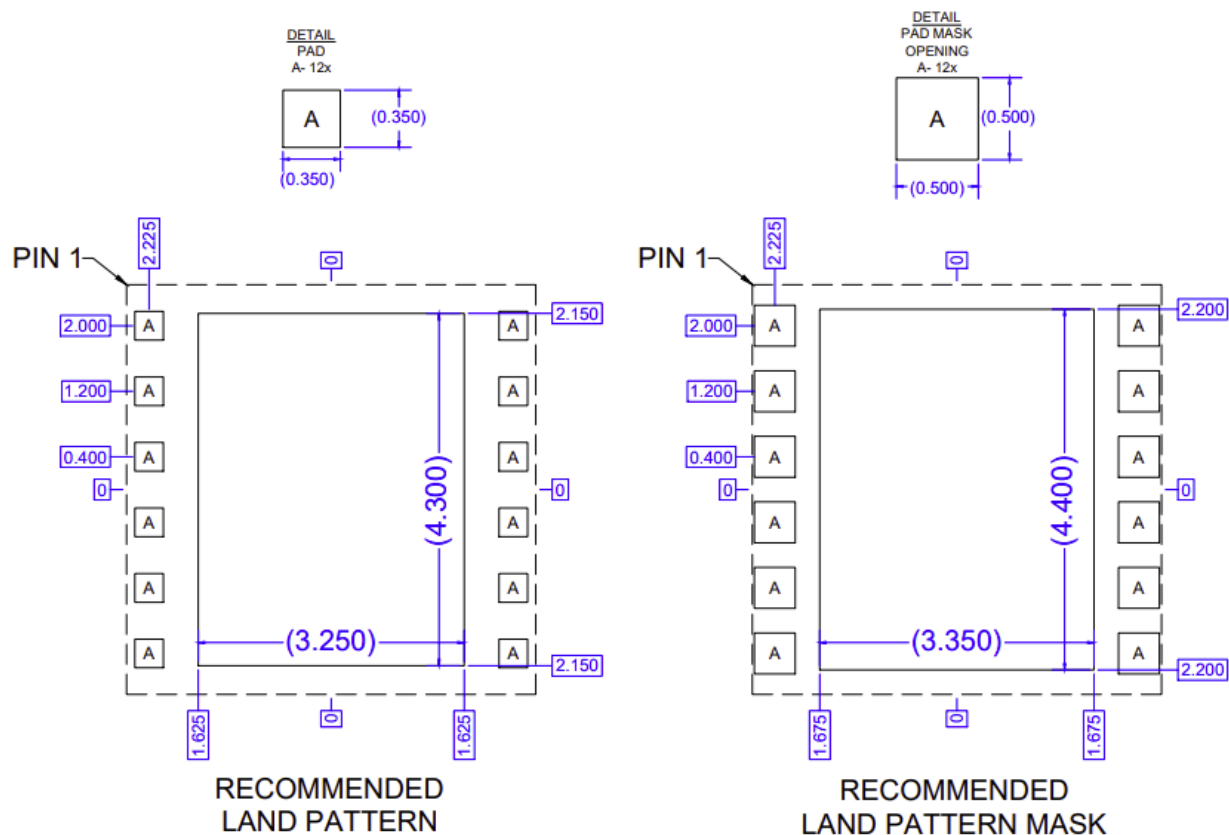 DETAIL
PAD
A- 12x
A
(0.350)
(0.350)
DETAIL
PAD MASK
OPENING
A- 12x
A
(0.500)
(0.500)
PIN 1
2.225
0
2.000
A
A
2.150
1.200
A
A
0.400
A
A
0
0
A
A
A
A
A
A
(4.300)
(3.250)
2.150
1.625
0
1.625
RECOMMENDED
LAND PATTERN
PIN 1
2.225
0
2.000
A
A
2.200
1.200
A
A
0.400
A
A
0
0
A
A
A
A
A
A
(4.400)
(3.350)
2.200
1.675
0
1.675
RECOMMENDED
LAND PATTERN MASK